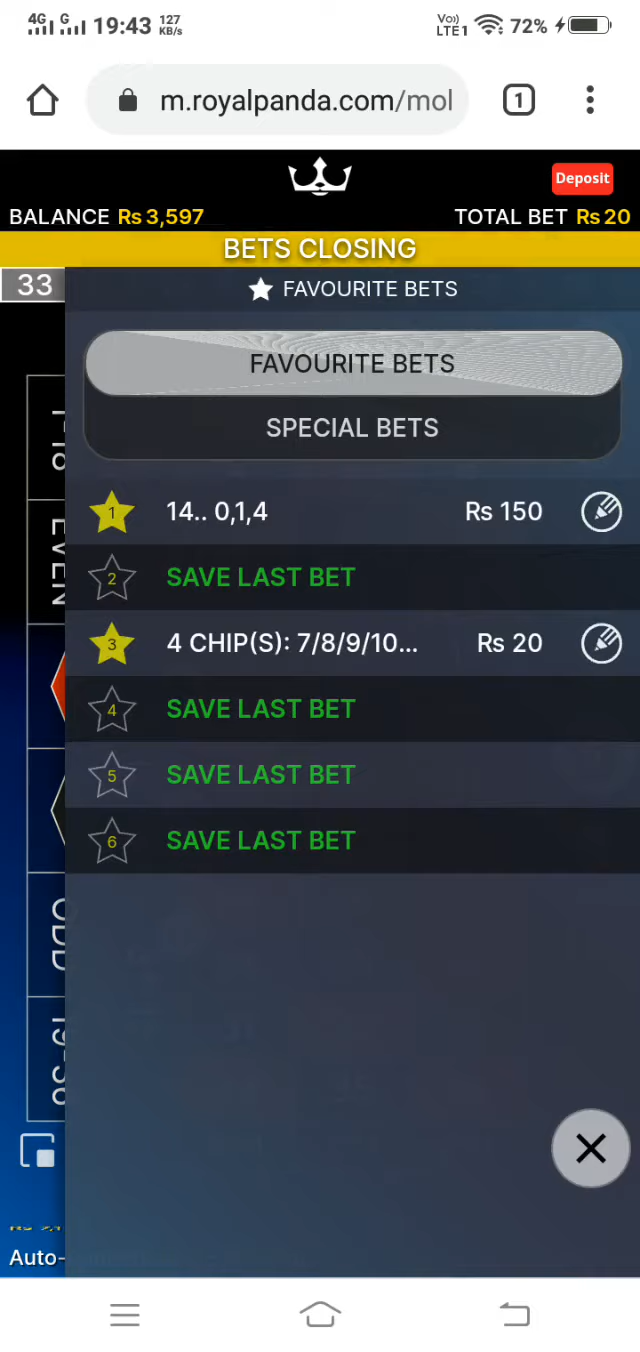 4G G 19:43 127 KB/s Vo) LTE1 72%
m.royalpanda.com/mol 1
Deposit
BALANCE Rs 3,597 TOTAL BET Rs 20
BETS CLOSING
33 FAVOURITE BETS
FAVOURITE BETS
SPECIAL BETS
1 14.. 0,1,4 Rs 150
2 SAVE LAST BET
3 4 CHIP(S): 7/8/9/10... Rs 20
4 SAVE LAST BET
5 SAVE LAST BET
6 SAVE LAST BET
EVEN
ODD
Auto-